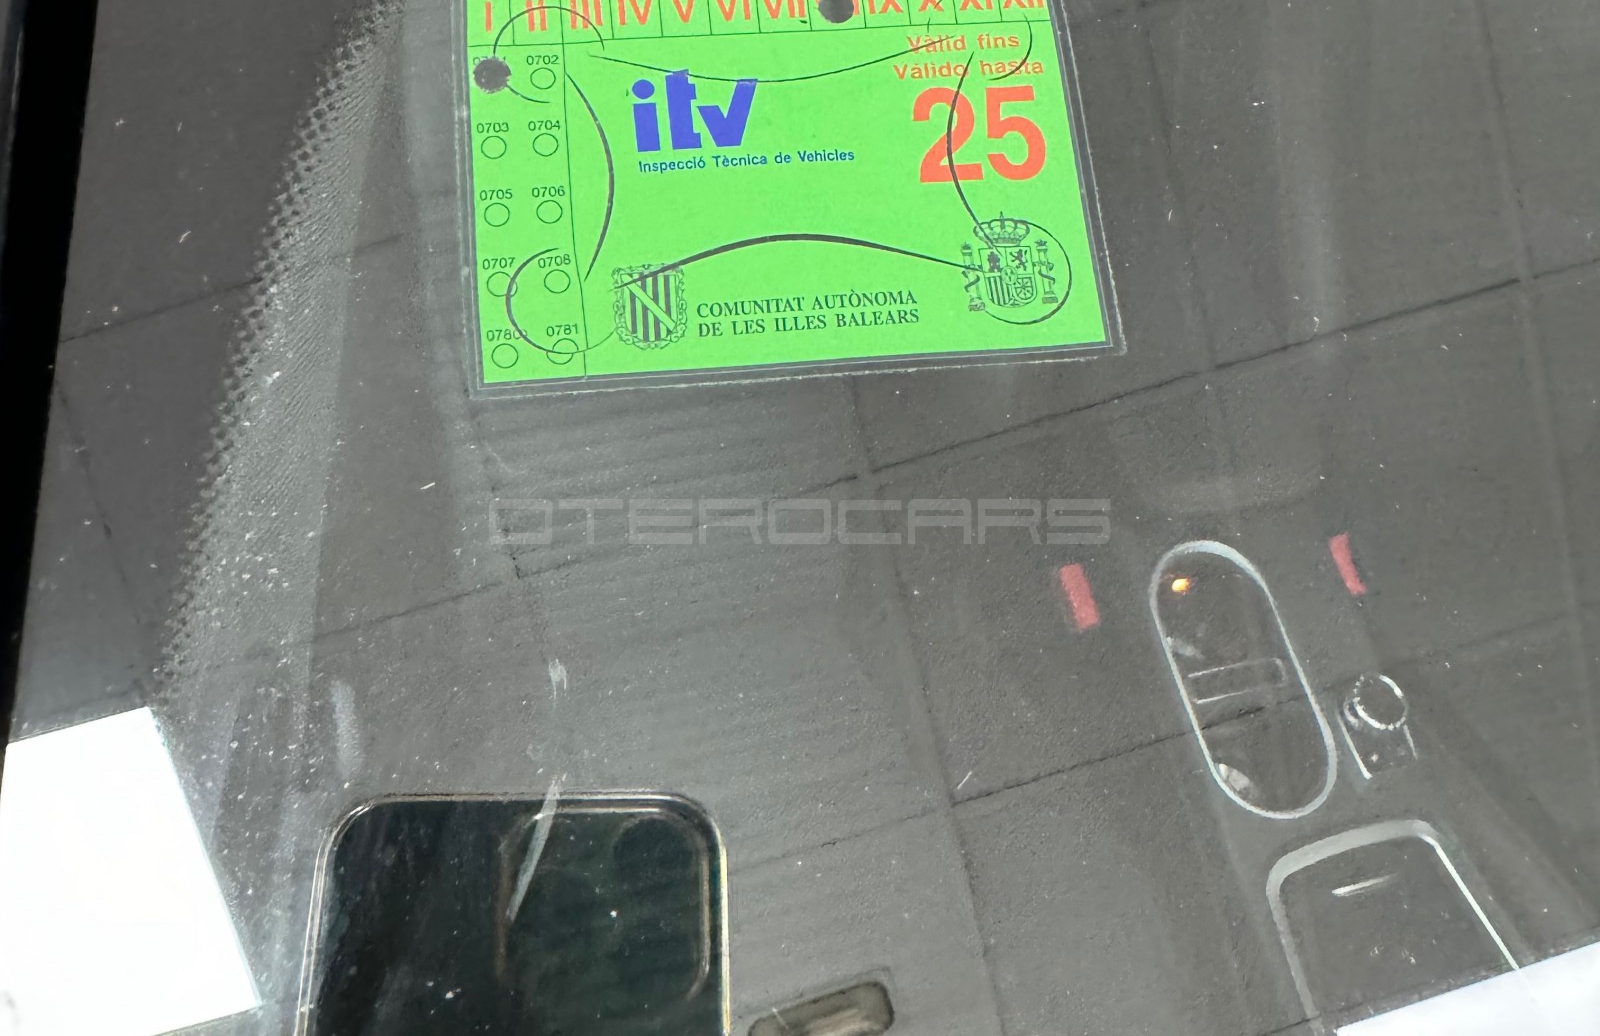 I II III IV V VI VII IX X XI XII
Vàlid fins
Válido hasta
25
itv
Inspecció Tècnica de Vehicles
0702
0703 0704
0705 0706
0707 0708
0780 0781
COMUNITAT AUTÒNOMA
DE LES ILLES BALEARS
OTEROCARS